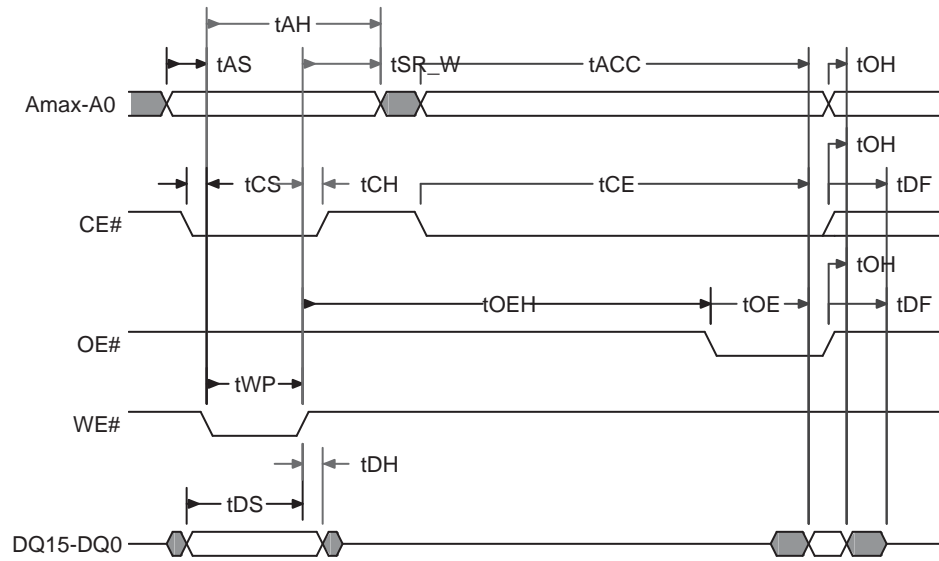 tAH
tAS tSR_W tACC tOH
Amax-A0
tOH
tCS tCH tCE tDF
CE#
tOH
tOEH tOE tDF
OE#
tWP
WE#
tDH
tDS
DQ15-DQ0